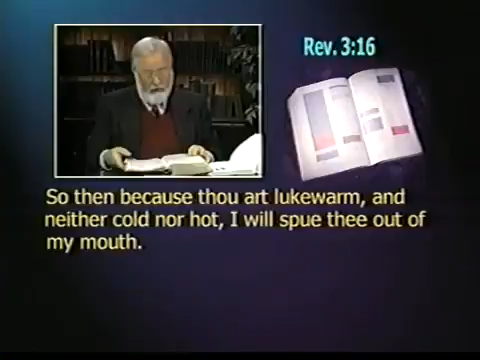 Rev. 3:16
So then because thou art lukewarm, and
neither cold nor hot, I will spue thee out of
my mouth.